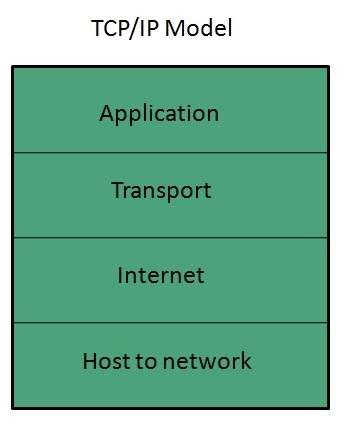 TCP/IP Model
Application
Transport
Internet
Host to network